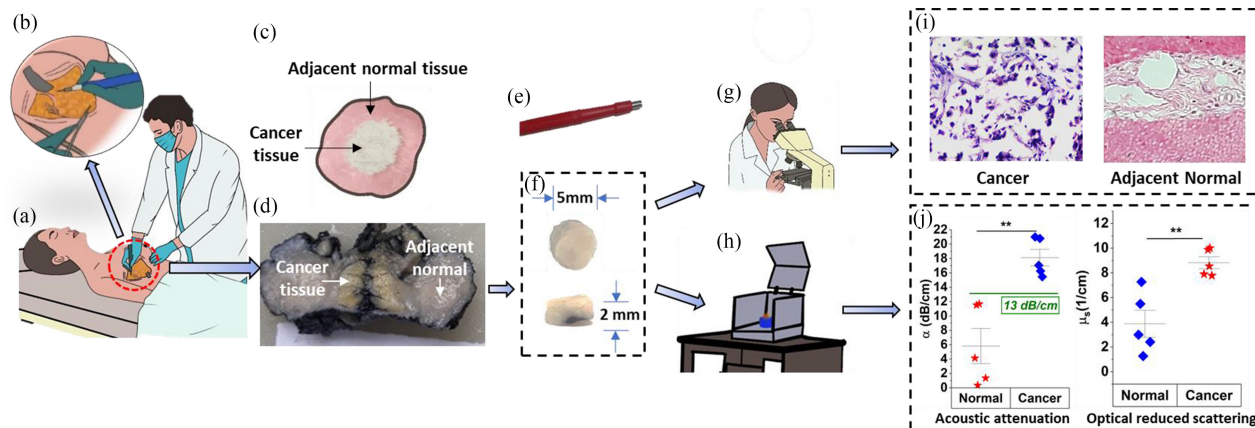 (b)
(c)
Adjacent normal tissue
Cancer
tissue
(a)
(d)
Cancer
tissue
Adjacent
normal
(e)
(f)
5mm
2 mm
(g)
(h)
(i)
Cancer
Adjacent Normal
(j)
α (dB/cm)
22
20
18
16
14
12
10
8
6
4
2
0
**
13 dB/cm
Normal
Cancer
Acoustic attenuation
μs(1/cm)
12
10
8
6
4
2
0
**
Normal
Cancer
Optical reduced scattering